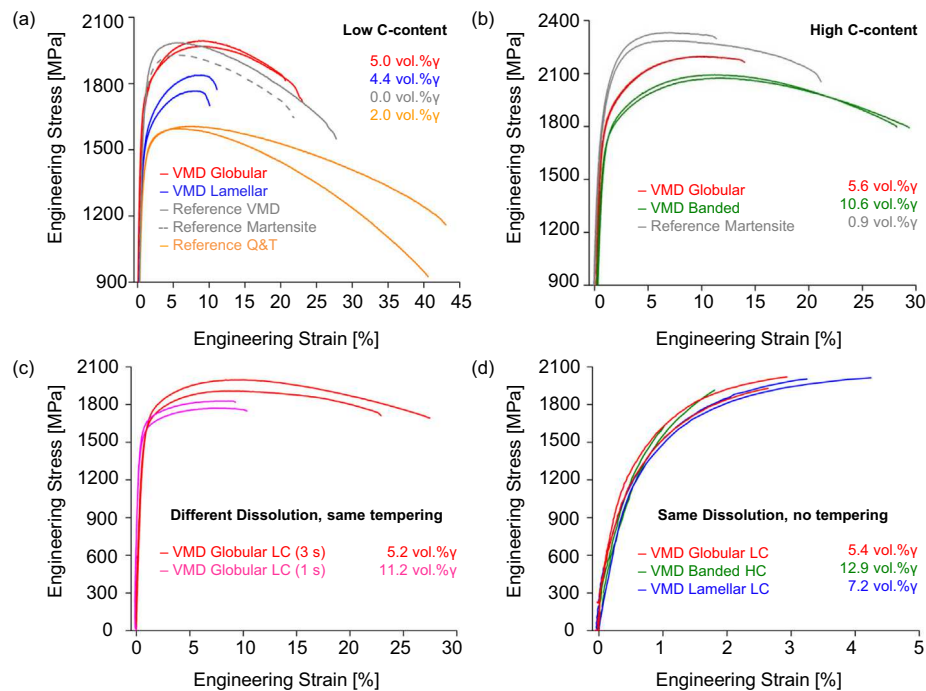 (a)
Low C-content
Engineering Stress [MPa]
2100
1800
1500
1200
900
5.0 vol.%γ
4.4 vol.%γ
0.0 vol.%γ
2.0 vol.%γ
– VMD Globular
– VMD Lamellar
– Reference VMD
-- Reference Martensite
– Reference Q&T
0 5 10 15 20 25 30 35 40 45
Engineering Strain [%]
(b)
High C-content
Engineering Stress [MPa]
2400
2100
1800
1500
1200
900
– VMD Globular 5.6 vol.%γ
– VMD Banded 10.6 vol.%γ
– Reference Martensite 0.9 vol.%γ
0 5 10 15 20 25 30
Engineering Strain [%]
(c)
Engineering Stress [MPa]
2100
1800
1500
1200
900
600
300
0
Different Dissolution, same tempering
– VMD Globular LC (3 s) 5.2 vol.%γ
– VMD Globular LC (1 s) 11.2 vol.%γ
0 5 10 15 20 25 30
Engineering Strain [%]
(d)
Engineering Stress [MPa]
2100
1800
1500
1200
900
600
300
0
Same Dissolution, no tempering
– VMD Globular LC 5.4 vol.%γ
– VMD Banded HC 12.9 vol.%γ
– VMD Lamellar LC 7.2 vol.%γ
0 1 2 3 4 5
Engineering Strain [%]